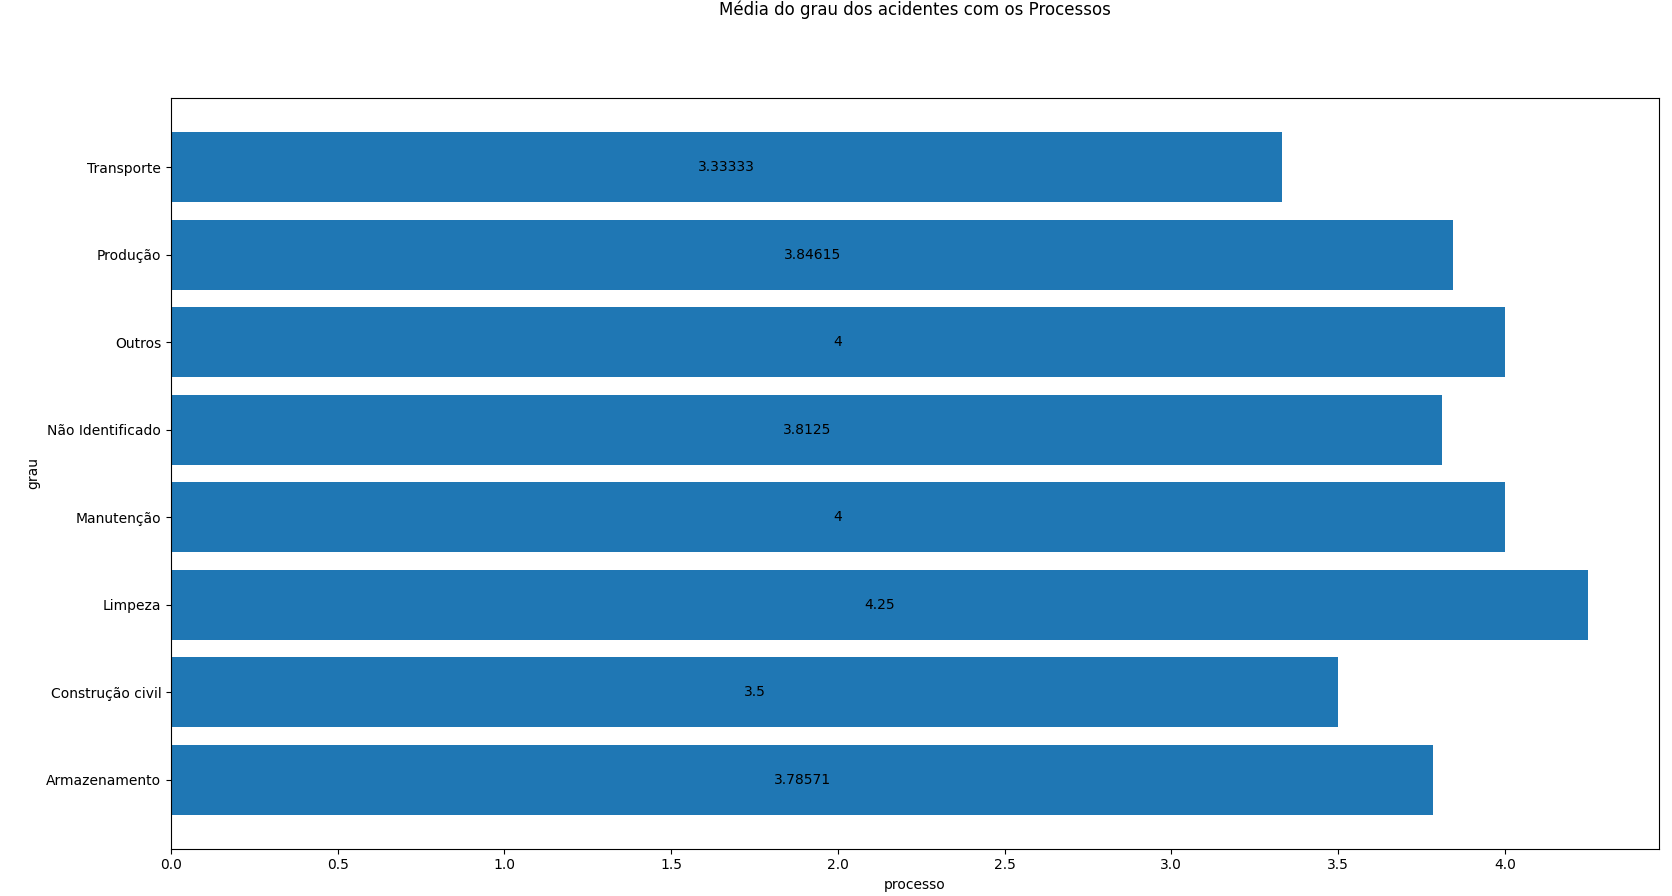 Média do grau dos acidentes com os Processos
Transporte
3.33333
Produção
3.84615
Outros
4
Não Identificado
3.8125
grau
Manutenção
4
Limpeza
4.25
Construção civil
3.5
Armazenamento
3.78571
0.0 0.5 1.0 1.5 2.0 2.5 3.0 3.5 4.0
processo